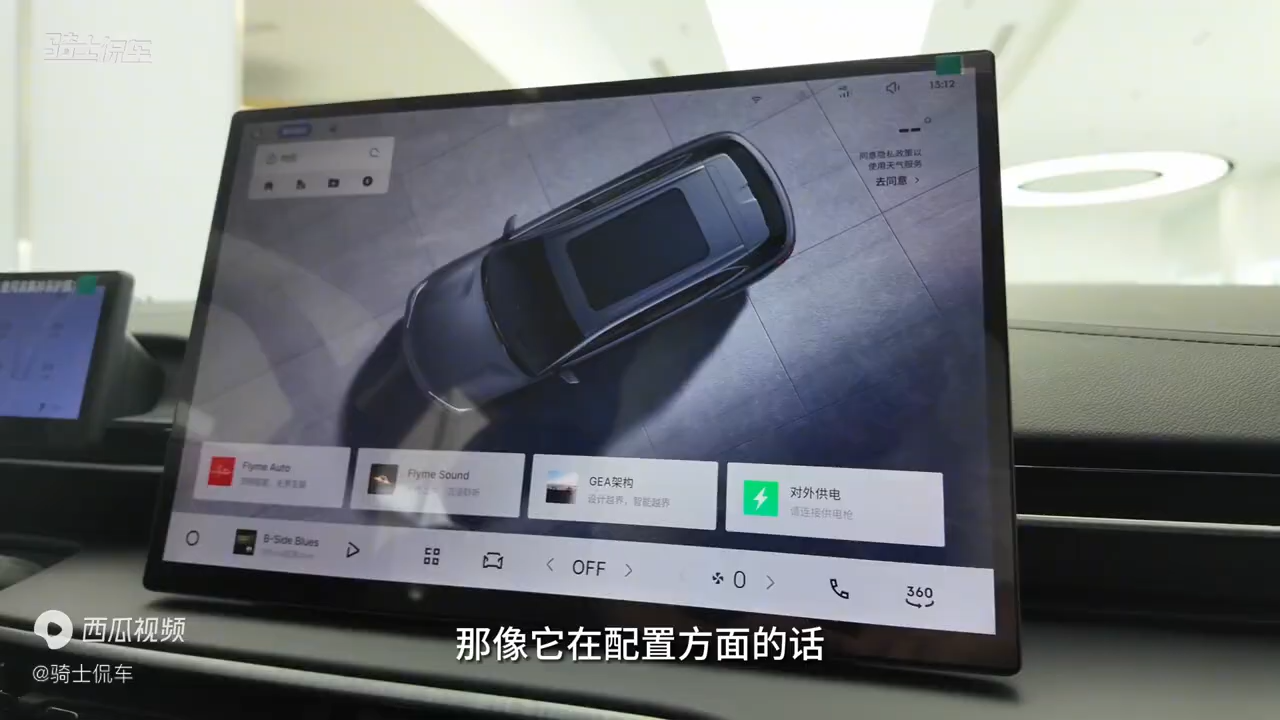 骑士侃车
15:12
同意隐私政策以
使用天气服务
去同意 >
Flyme Auto
Flyme Sound
GEA架构
设计越界，智能越界
对外供电
请连接供电枪
B-Side Blues
< OFF >
0 >
360
西瓜视频
@骑士侃车
那像它在配置方面的话